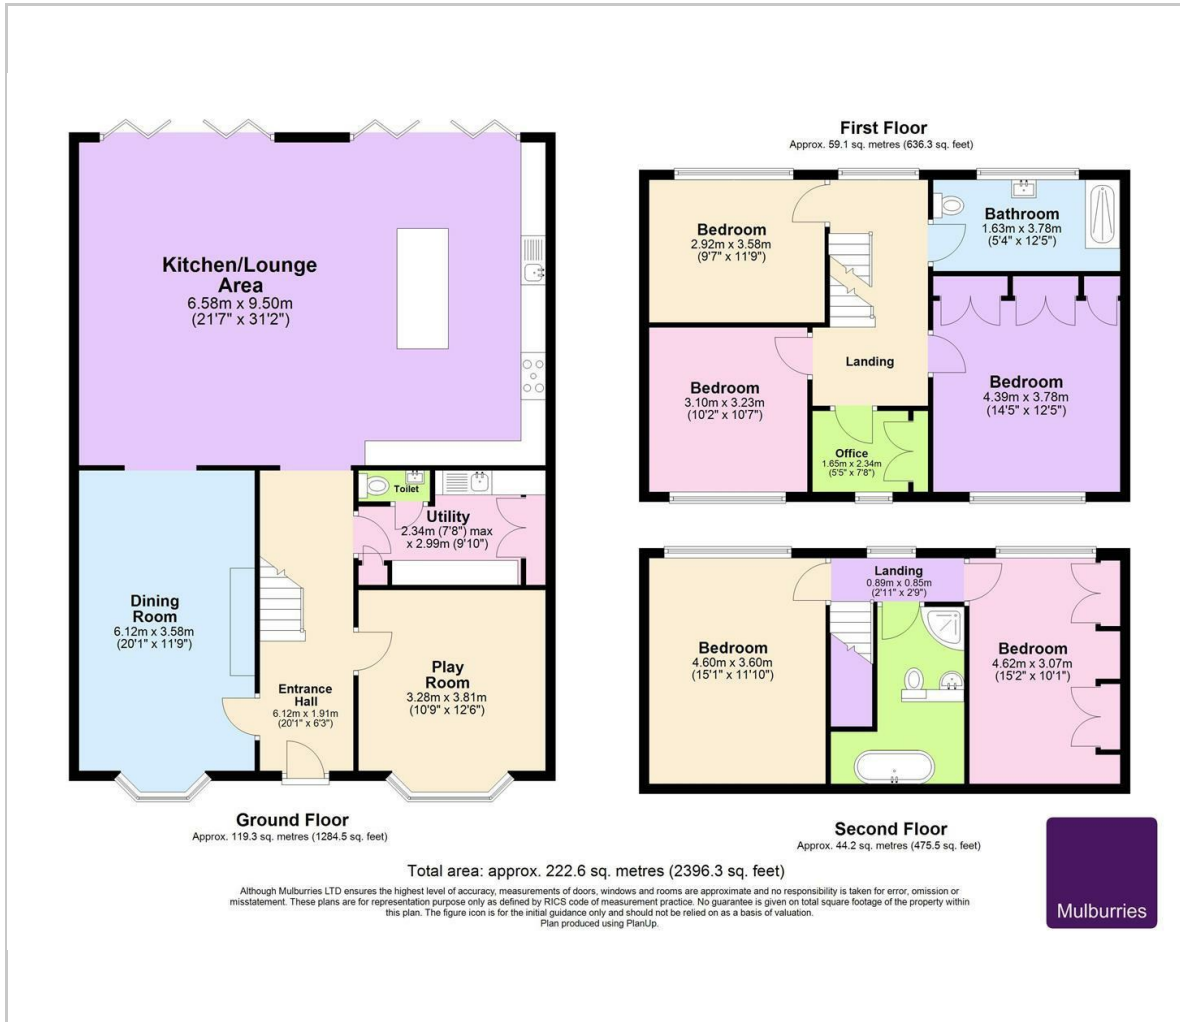 Kitchen/Lounge
Area
6.58m x 9.50m
(21'7" x 31'2")
Toilet
Utility
2.34m (7'8") max
x 2.99m (9'10")
Dining
Room
6.12m x 3.58m
(20'1" x 11'9")
Entrance
Hall
6.12m x 1.91m
(20'1" x 6'3")
Play
Room
3.28m x 3.81m
(10'9" x 12'6")
Ground Floor
Approx. 119.3 sq. metres (1284.5 sq. feet)
First Floor
Approx. 59.1 sq. metres (636.3 sq. feet)
Bedroom
2.92m x 3.58m
(9'7" x 11'9")
Bathroom
1.63m x 3.78m
(5'4" x 12'5")
Landing
Bedroom
3.10m x 3.23m
(10'2" x 10'7")
Bedroom
4.39m x 3.78m
(14'5" x 12'5")
Office
1.65m x 2.34m
(5'5" x 7'8")
Landing
0.89m x 0.85m
(2'11" x 2'9")
Bedroom
4.60m x 3.60m
(15'1" x 11'10")
Bedroom
4.62m x 3.07m
(15'2" x 10'1")
Second Floor
Approx. 44.2 sq. metres (475.5 sq. feet)
Total area: approx. 222.6 sq. metres (2396.3 sq. feet)
Although Mulburries LTD ensures the highest level of accuracy, measurements of doors, windows and rooms are approximate and no responsibility is taken for error, omission or
misstatement. These plans are for representation purpose only as defined by RICS code of measurement practice. No guarantee is given on total square footage of the property within
this plan. The figure icon is for the initial guidance only and should not be relied on as a basis of valuation.
Plan produced using PlanUp.
Mulburries